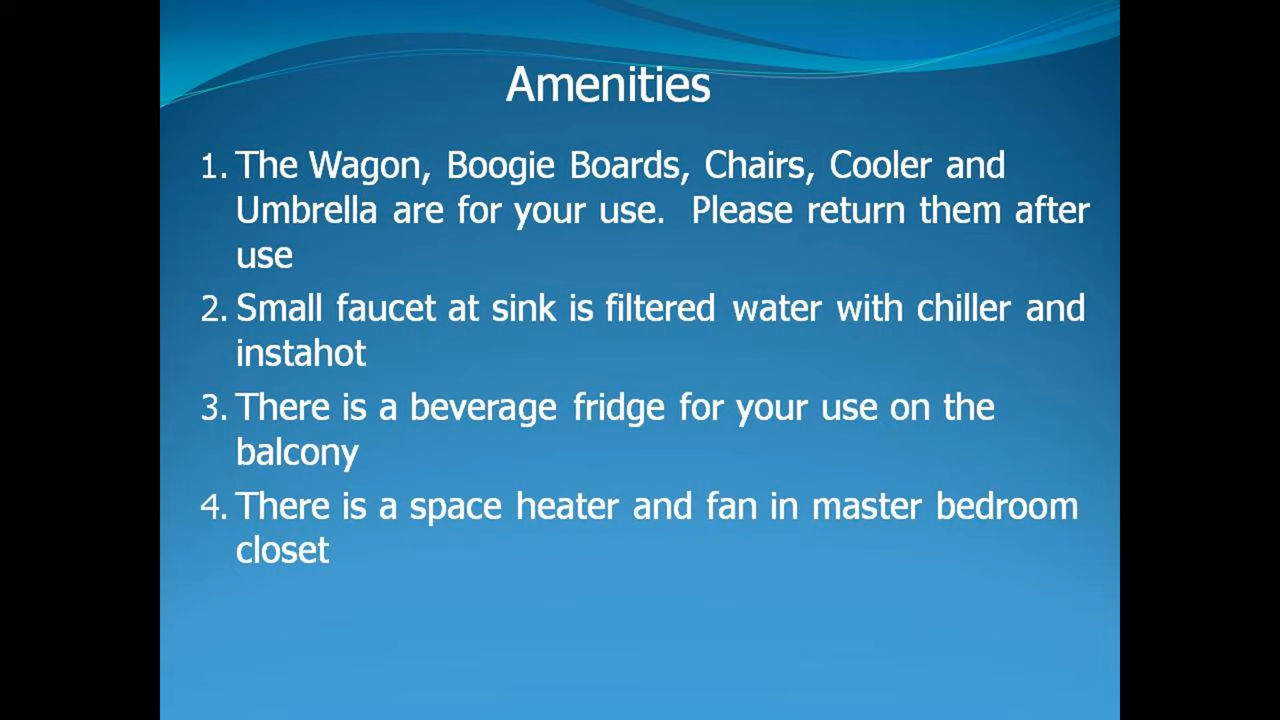 Amenities
1. The Wagon, Boogie Boards, Chairs, Cooler and
Umbrella are for your use.  Please return them after
use
2. Small faucet at sink is filtered water with chiller and
instahot
3. There is a beverage fridge for your use on the
balcony
4. There is a space heater and fan in master bedroom
closet